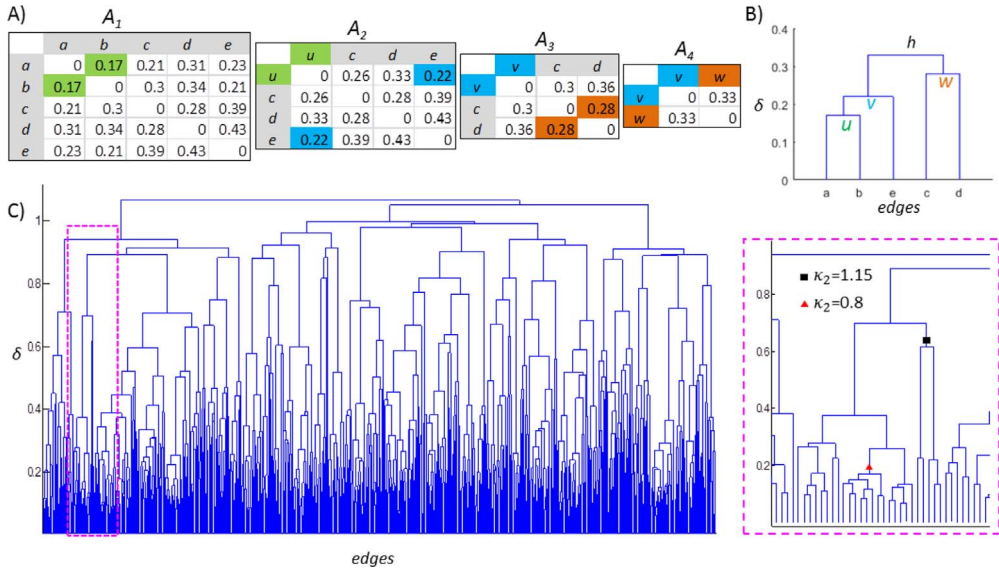 A)
A1
a b c d e
a 0 0.17 0.21 0.31 0.23
b 0.17 0 0.3 0.34 0.21
c 0.21 0.3 0 0.28 0.39
d 0.31 0.34 0.28 0 0.43
e 0.23 0.21 0.39 0.43 0
A2
u c d e
u 0 0.26 0.33 0.22
c 0.26 0 0.28 0.39
d 0.33 0.28 0 0.43
e 0.22 0.39 0.43 0
A3
v c d
v 0 0.3 0.36
c 0.3 0 0.28
d 0.36 0.28 0
A4
v w
v 0 0.33
w 0.33 0
B)
h
0.4
0.3
δ 0.2
0.1
0
u
v
w
a b e c d
edges
C)
1
0.8
0.6
δ
0.4
0.2
edges
κ2=1.15
κ2=0.8
0.8
0.6
0.4
0.2